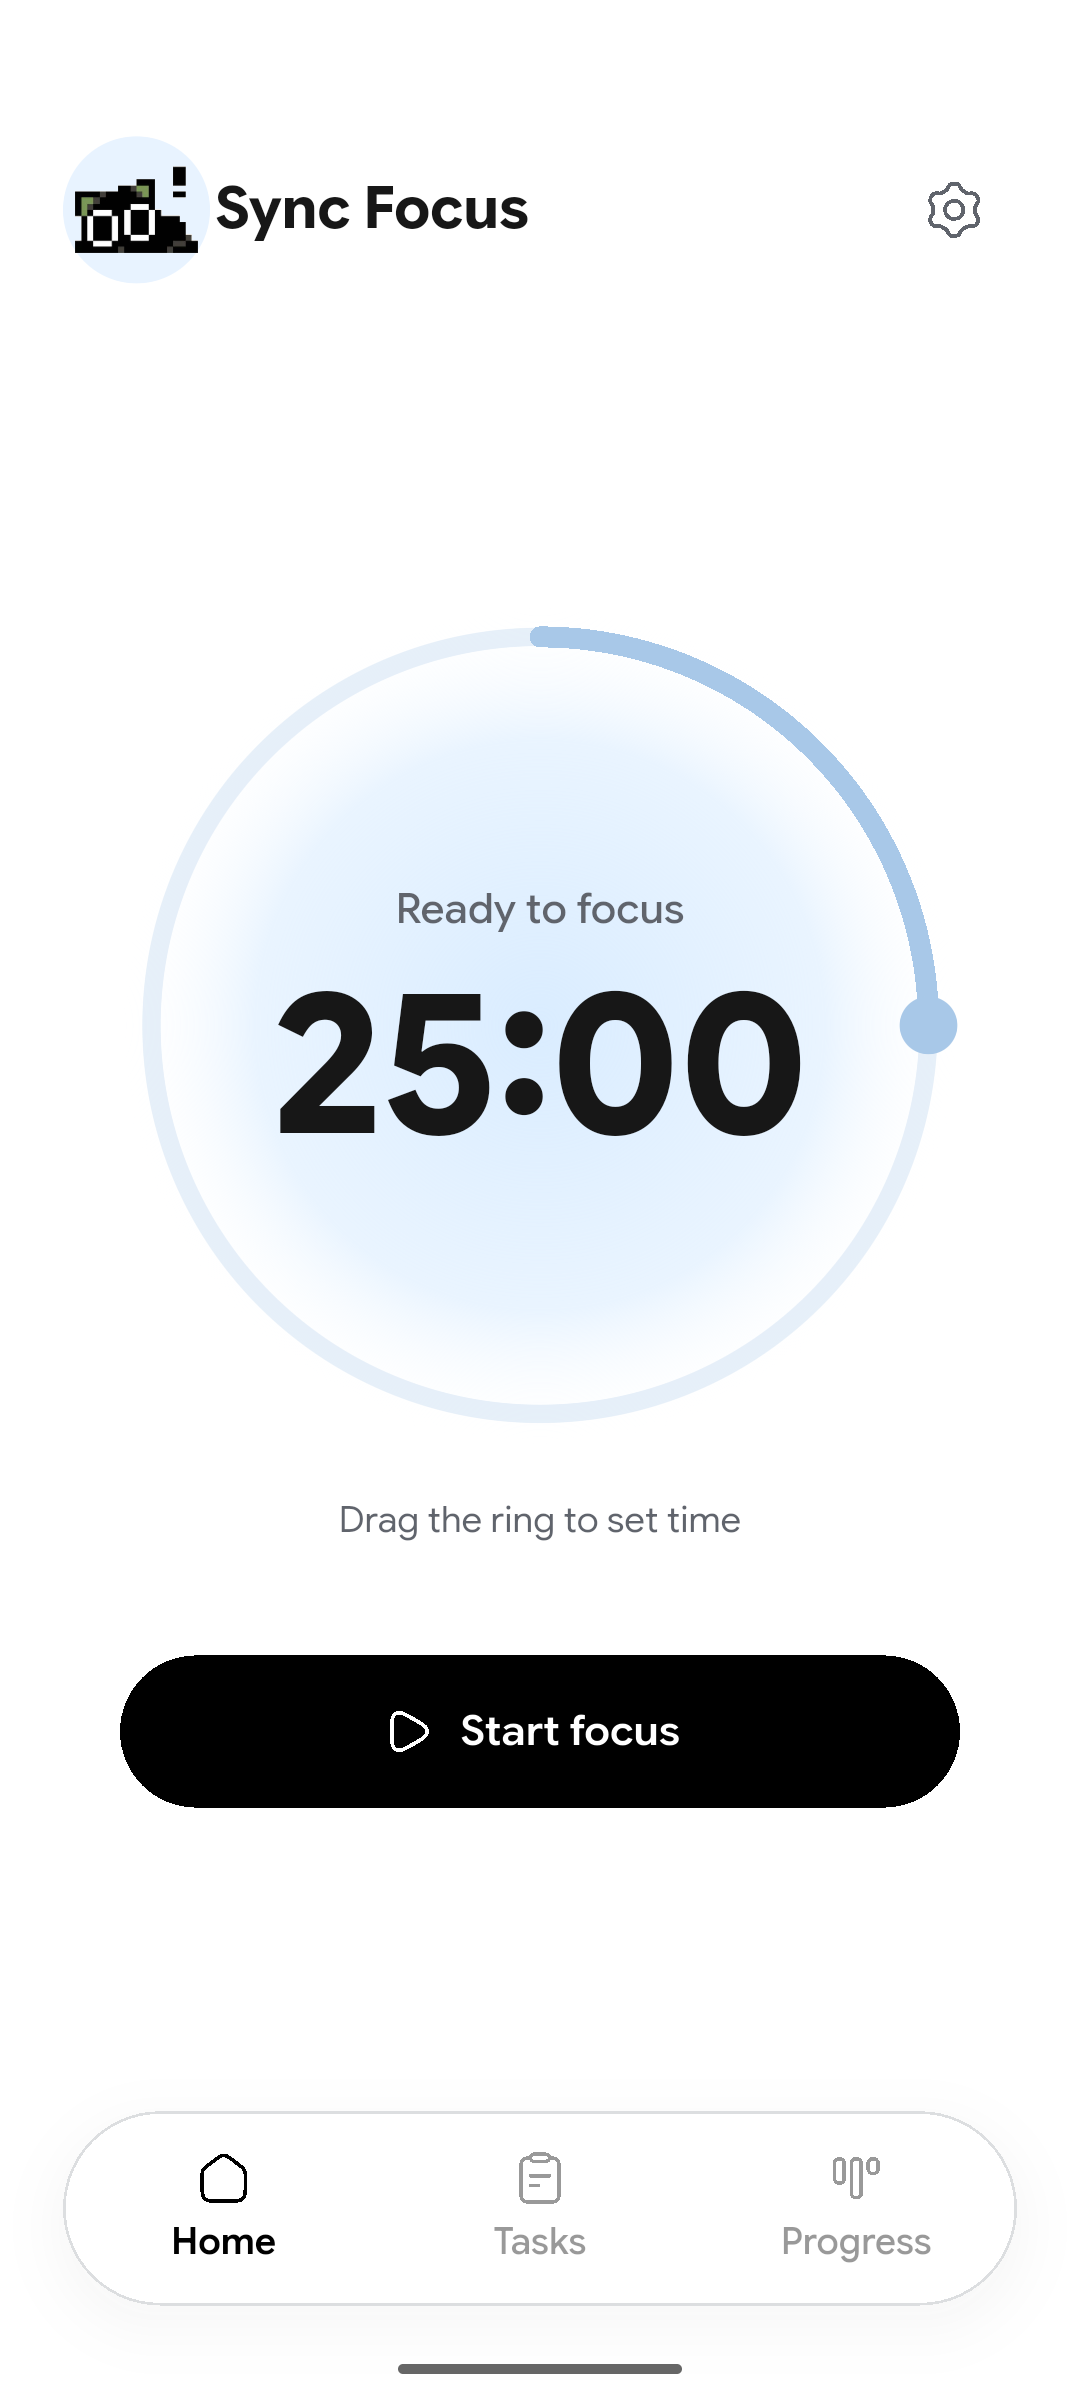 Sync Focus
Ready to focus
25:00
Drag the ring to set time
Start focus
Home
Tasks
Progress